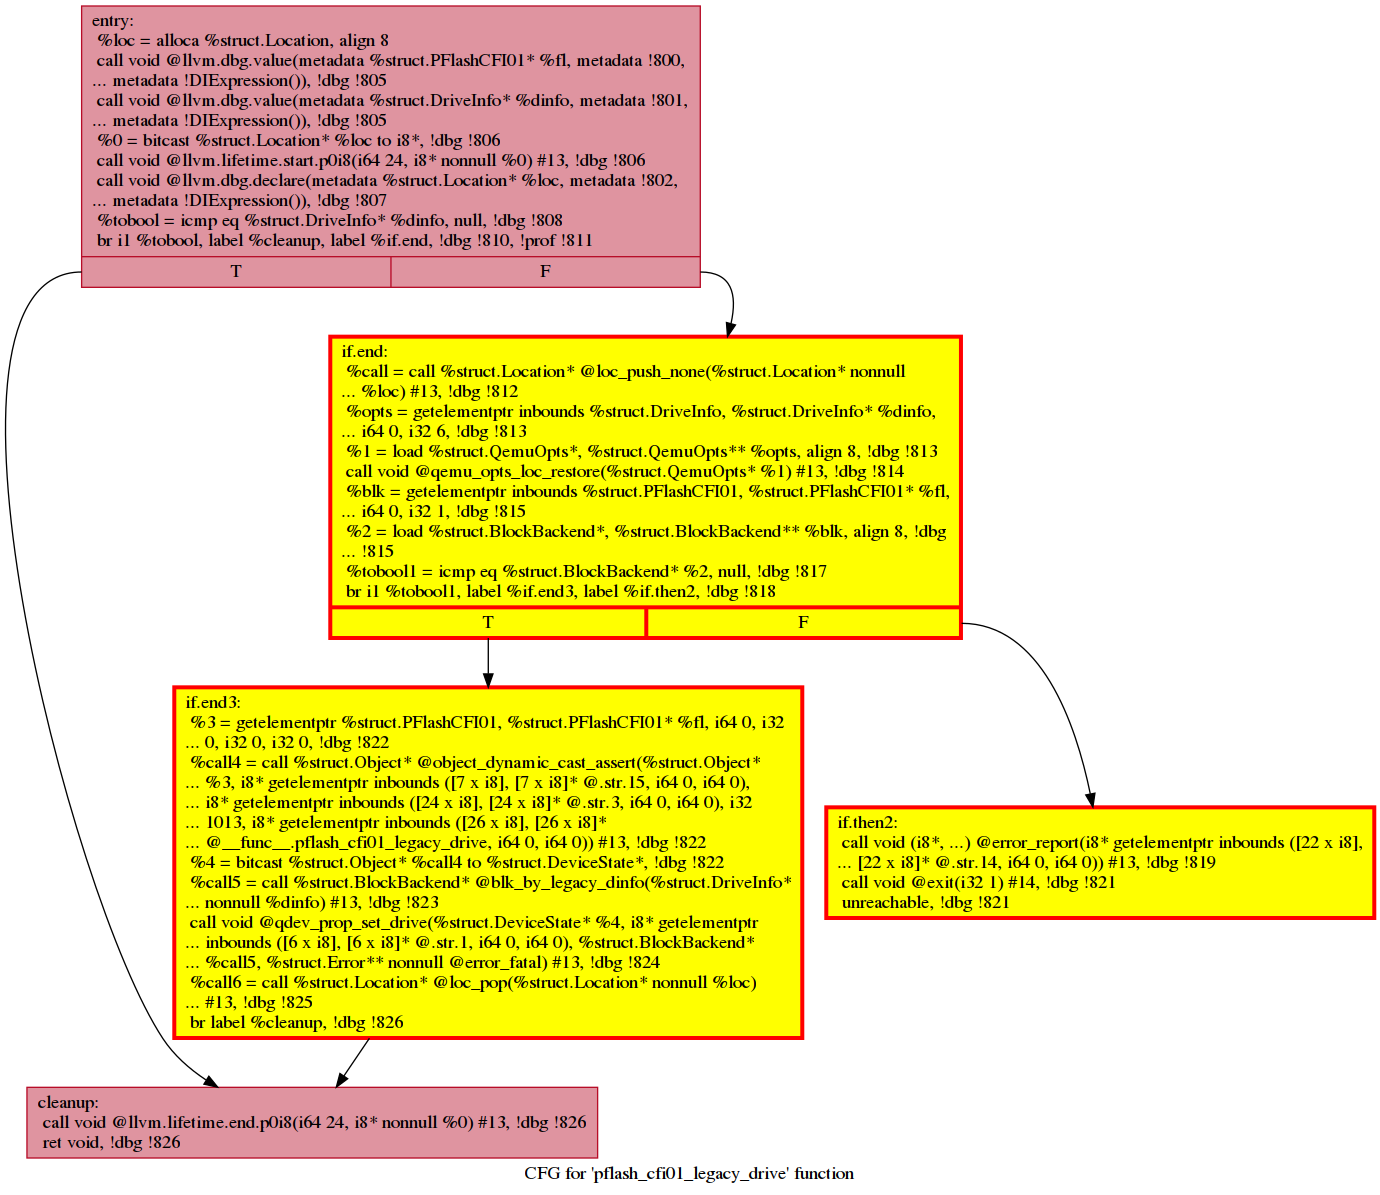 entry:
%loc = alloca %struct.Location, align 8
call void @llvm.dbg.value(metadata %struct.PFlashCFI01* %fl, metadata !800,
... metadata !DIExpression()), !dbg !805
call void @llvm.dbg.value(metadata %struct.DriveInfo* %dinfo, metadata !801,
... metadata !DIExpression()), !dbg !805
%0 = bitcast %struct.Location* %loc to i8*, !dbg !806
call void @llvm.lifetime.start.p0i8(i64 24, i8* nonnull %0) #13, !dbg !806
call void @llvm.dbg.declare(metadata %struct.Location* %loc, metadata !802,
... metadata !DIExpression()), !dbg !807
%tobool = icmp eq %struct.DriveInfo* %dinfo, null, !dbg !808
br i1 %tobool, label %cleanup, label %if.end, !dbg !810, !prof !811
T
F
if.end:
%call = call %struct.Location* @loc_push_none(%struct.Location* nonnull
... %loc) #13, !dbg !812
%opts = getelementptr inbounds %struct.DriveInfo, %struct.DriveInfo* %dinfo,
... i64 0, i32 6, !dbg !813
%1 = load %struct.QemuOpts*, %struct.QemuOpts** %opts, align 8, !dbg !813
call void @qemu_opts_loc_restore(%struct.QemuOpts* %1) #13, !dbg !814
%blk = getelementptr inbounds %struct.PFlashCFI01, %struct.PFlashCFI01* %fl,
... i64 0, i32 1, !dbg !815
%2 = load %struct.BlockBackend*, %struct.BlockBackend** %blk, align 8, !dbg
... !815
%tobool1 = icmp eq %struct.BlockBackend* %2, null, !dbg !817
br i1 %tobool1, label %if.end3, label %if.then2, !dbg !818
T
F
if.end3:
%3 = getelementptr %struct.PFlashCFI01, %struct.PFlashCFI01* %fl, i64 0, i32
... 0, i32 0, i32 0, !dbg !822
%call4 = call %struct.Object* @object_dynamic_cast_assert(%struct.Object*
... %3, i8* getelementptr inbounds ([7 x i8], [7 x i8]* @.str.15, i64 0, i64 0),
... i8* getelementptr inbounds ([24 x i8], [24 x i8]* @.str.3, i64 0, i64 0), i32
... 1013, i8* getelementptr inbounds ([26 x i8], [26 x i8]*
... @__func__.pflash_cfi01_legacy_drive, i64 0, i64 0)) #13, !dbg !822
%4 = bitcast %struct.Object* %call4 to %struct.DeviceState*, !dbg !822
%call5 = call %struct.BlockBackend* @blk_by_legacy_dinfo(%struct.DriveInfo*
... nonnull %dinfo) #13, !dbg !823
call void @qdev_prop_set_drive(%struct.DeviceState* %4, i8* getelementptr
... inbounds ([6 x i8], [6 x i8]* @.str.1, i64 0, i64 0), %struct.BlockBackend*
... %call5, %struct.Error** nonnull @error_fatal) #13, !dbg !824
%call6 = call %struct.Location* @loc_pop(%struct.Location* nonnull %loc)
... #13, !dbg !825
br label %cleanup, !dbg !826
if.then2:
call void (i8*, ...) @error_report(i8* getelementptr inbounds ([22 x i8],
... [22 x i8]* @.str.14, i64 0, i64 0)) #13, !dbg !819
call void @exit(i32 1) #14, !dbg !821
unreachable, !dbg !821
cleanup:
call void @llvm.lifetime.end.p0i8(i64 24, i8* nonnull %0) #13, !dbg !826
ret void, !dbg !826
CFG for 'pflash_cfi01_legacy_drive' function